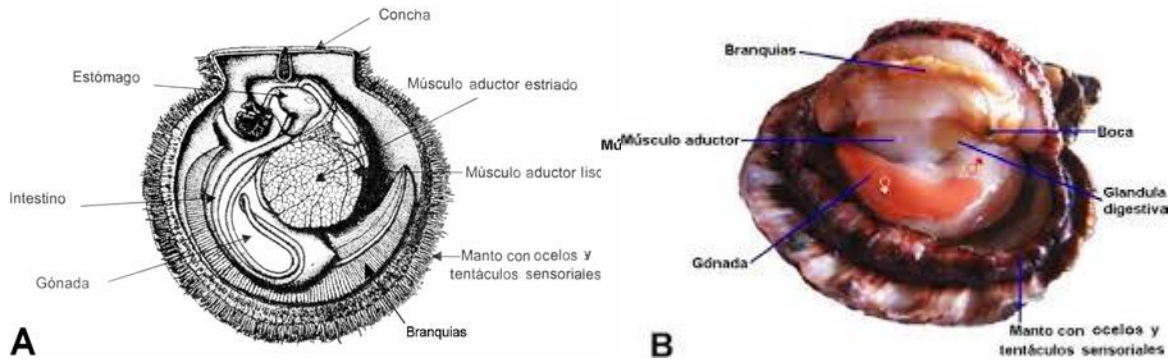 Concha
Estómago
Músculo aductor estriado
Músculo aductor liso
Intestino
Gónada
Manto con ocelos y
tentáculos sensoriales
Branquias
A
Branquias
Mú
Músculo aductor
Boca
Glandula
digestiva
Gónada
Manto con ocelos y
tentáculos sensoriales
B